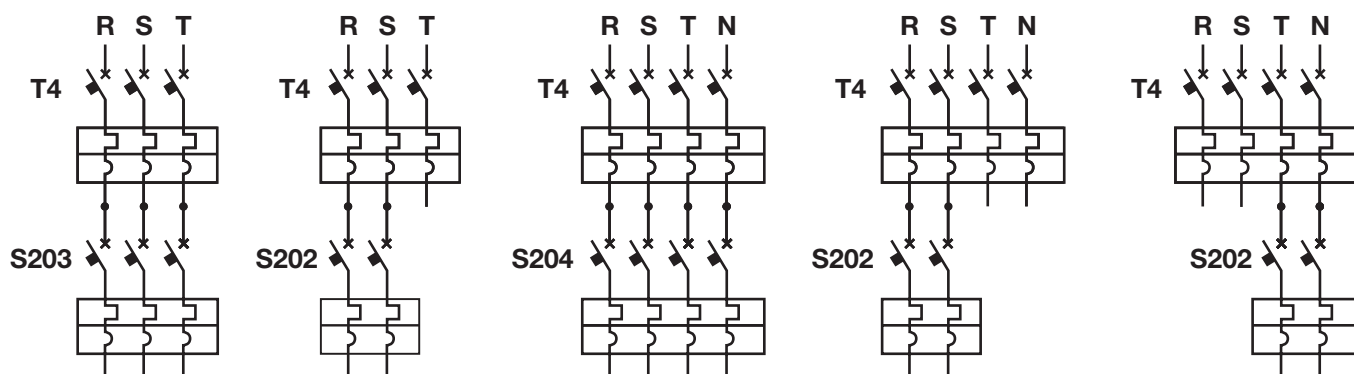 R S T R S T R S T N R S T N R S T N
T4 T4 T4 T4 T4
S203 S202 S204 S202 S202